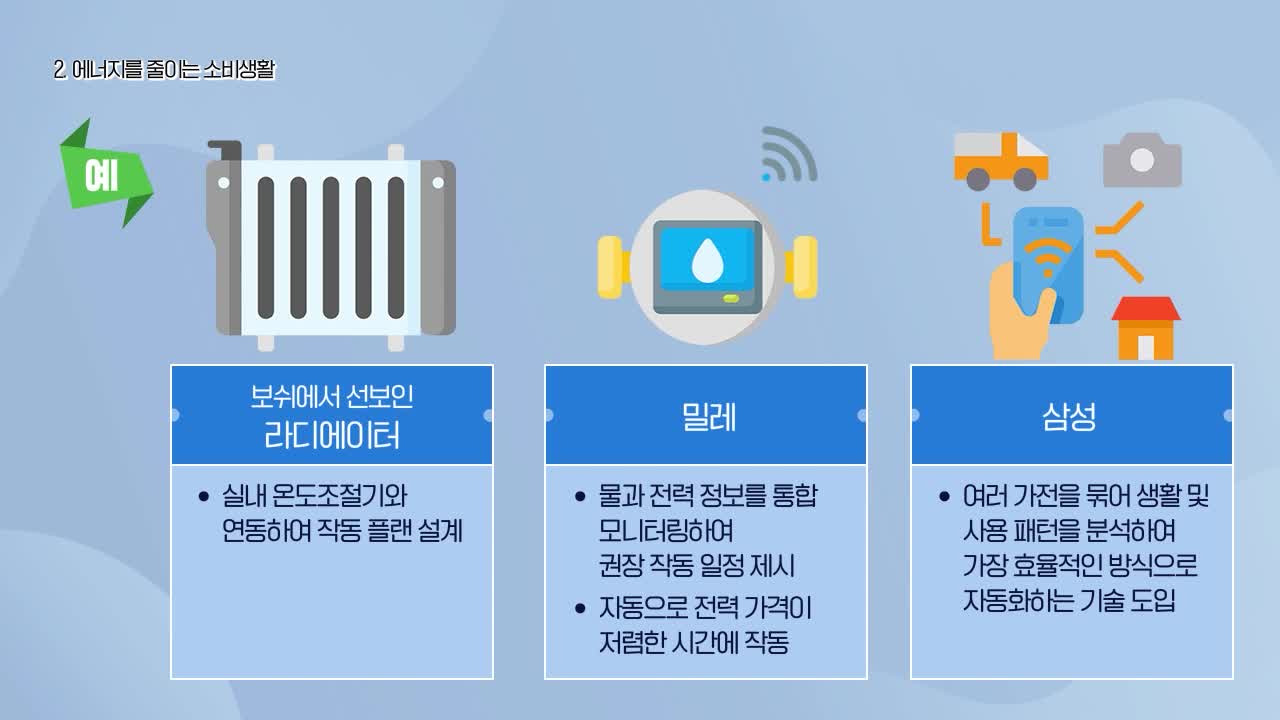 2. 에너지를 줄이는 소비생활
예
보쉬에서 선보인
라디에이터
• 실내 온도조절기와
연동하여 작동 플랜 설계
밀레
• 물과 전력 정보를 통합
모니터링하여
권장 작동 일정 제시
• 자동으로 전력 가격이
저렴한 시간에 작동
삼성
• 여러 가전을 묶어 생활 및
사용 패턴을 분석하여
가장 효율적인 방식으로
자동화하는 기술 도입